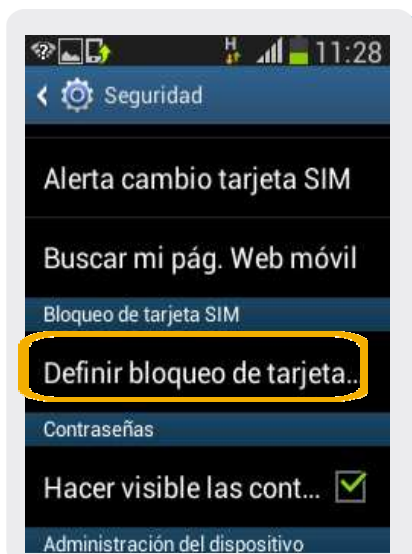 H 11:28
Seguridad
Alerta cambio tarjeta SIM
Buscar mi pág. Web móvil
Bloqueo de tarjeta SIM
Definir bloqueo de tarjeta..
Contraseñas
Hacer visible las cont...
Administración del dispositivo